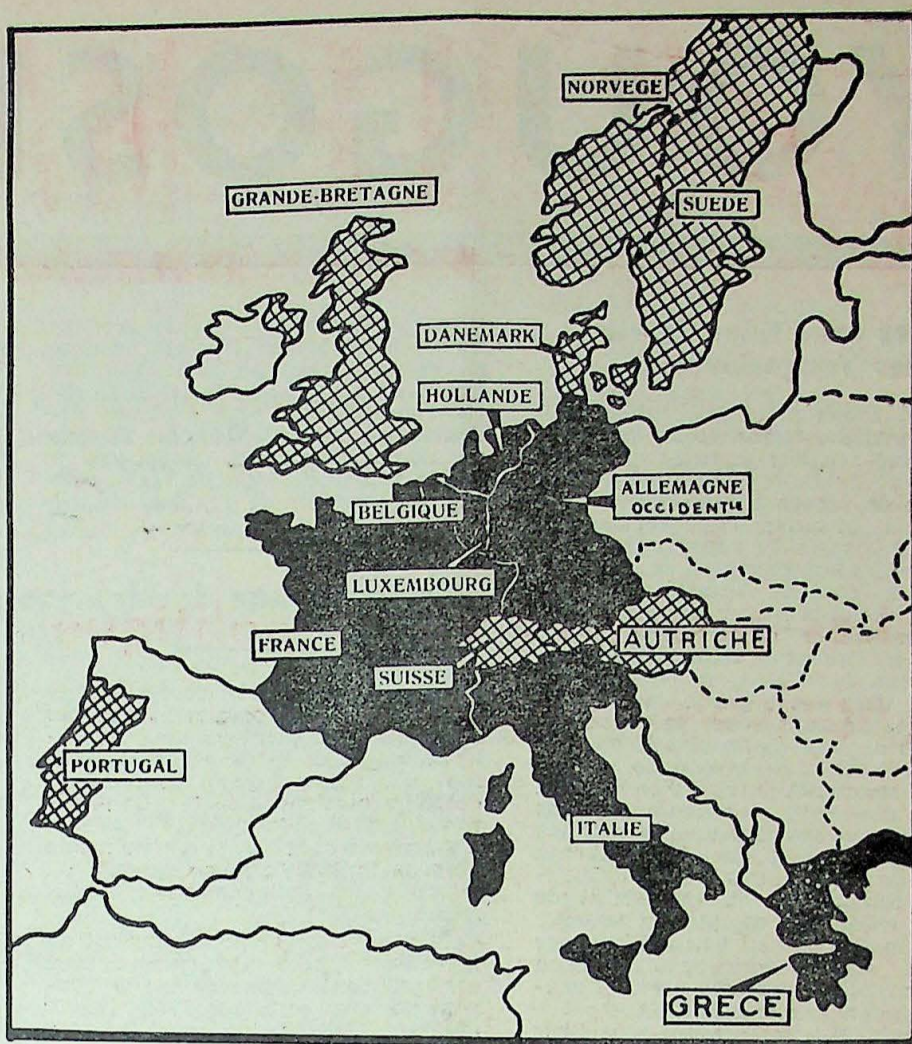 NORVEGE
GRANDE-BRETAGNE
SUEDE
DANEMARK
HOLLANDE
ALLEMAGNE
OCCIDENTLE
BELGIQUE
LUXEMBOURG
FRANCE
AUTRICHE
SUISSE
PORTUGAL
ITALIE
GRECE